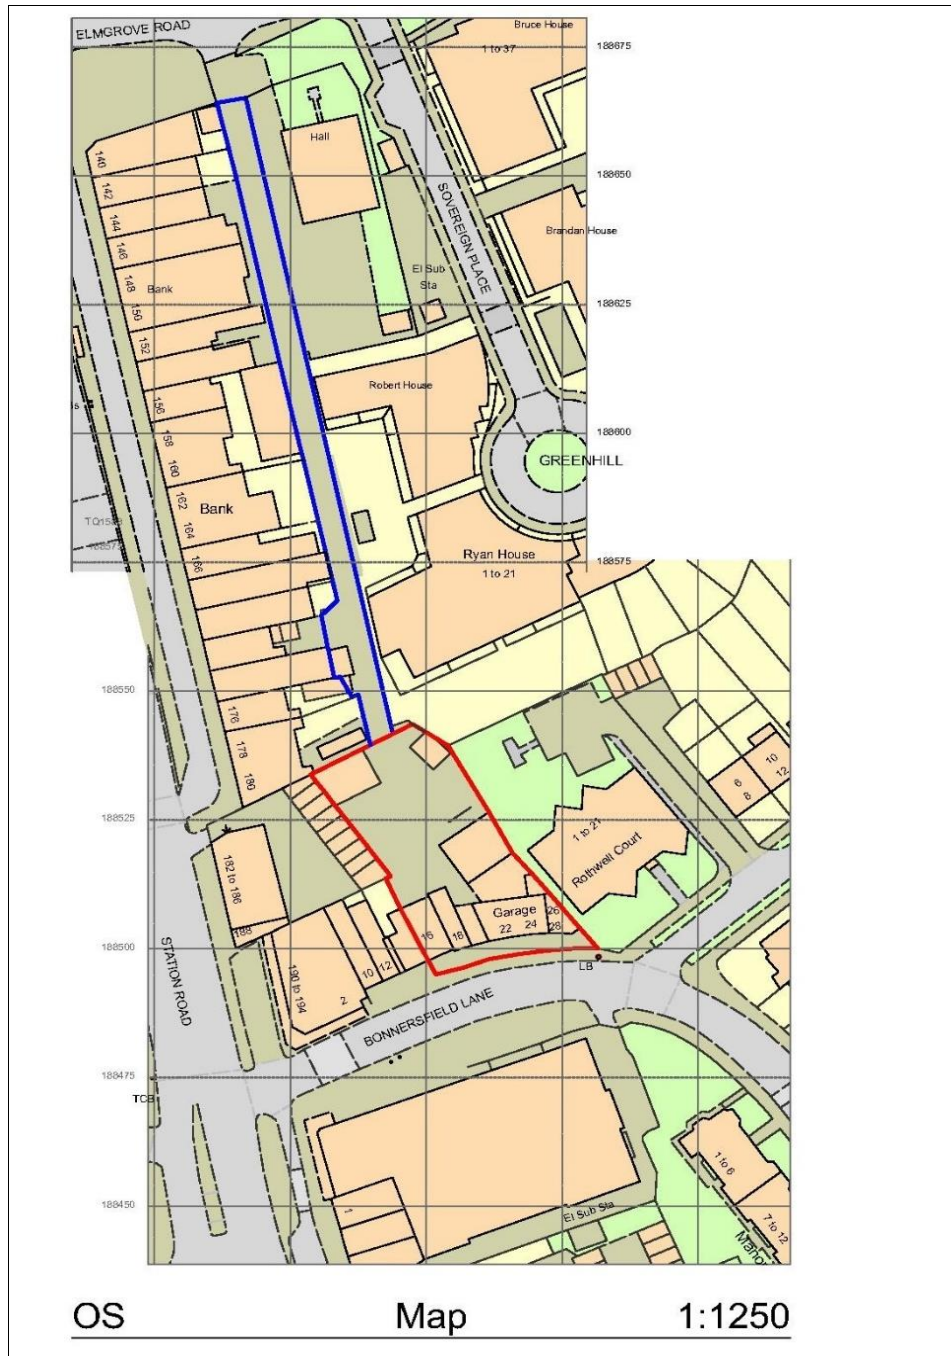 ELMGROVE ROAD
Bruce House
1 to 37
188675
Hall
140
188650
142
SOVEREIGN PLACE
144
Brandan House
146
El Sub
Sta
148
Bank
150
188625
152
Robert House
156
158
188600
160
GREENHILL
162
Bank
164
Ryan House
1 to 21
188575
166
188550
176
178
180
10
12
6
8
188525
1 to 21
Rothwell Court
182 to 186
188
Garage
16
18
22
24
26
28
188500
LB
STATION ROAD
190 to 194
2
10
12
BONNERSFIELD LANE
188475
TCB
1 to 6
188450
1
El Sub Sta
7 to 12
OS Map 1:1250